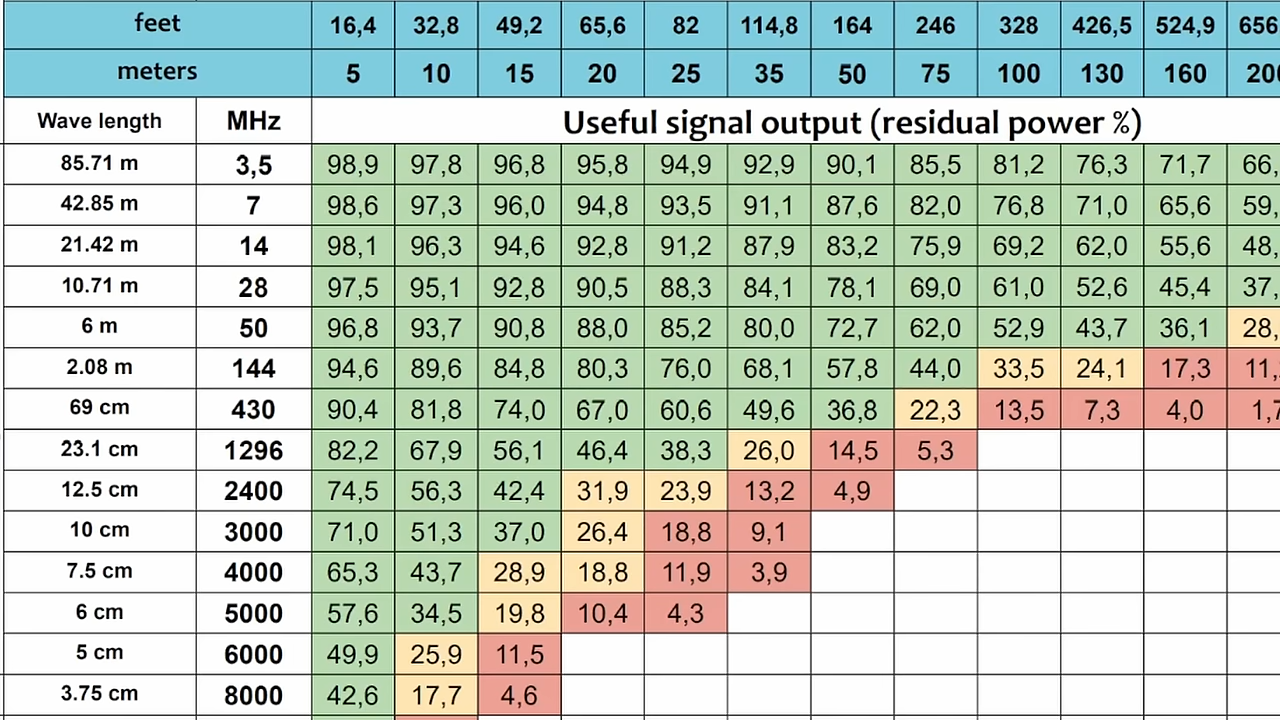 feet 16,4 32,8 49,2 65,6 82 114,8 164 246 328 426,5 524,9 656
meters 5 10 15 20 25 35 50 75 100 130 160 200
Wave length MHz Useful signal output (residual power %)
85.71 m 3,5 98,9 97,8 96,8 95,8 94,9 92,9 90,1 85,5 81,2 76,3 71,7 66,
42.85 m 7 98,6 97,3 96,0 94,8 93,5 91,1 87,6 82,0 76,8 71,0 65,6 59,
21.42 m 14 98,1 96,3 94,6 92,8 91,2 87,9 83,2 75,9 69,2 62,0 55,6 48,
10.71 m 28 97,5 95,1 92,8 90,5 88,3 84,1 78,1 69,0 61,0 52,6 45,4 37,
6 m 50 96,8 93,7 90,8 88,0 85,2 80,0 72,7 62,0 52,9 43,7 36,1 28,
2.08 m 144 94,6 89,6 84,8 80,3 76,0 68,1 57,8 44,0 33,5 24,1 17,3 11,
69 cm 430 90,4 81,8 74,0 67,0 60,6 49,6 36,8 22,3 13,5 7,3 4,0 1,7
23.1 cm 1296 82,2 67,9 56,1 46,4 38,3 26,0 14,5 5,3
12.5 cm 2400 74,5 56,3 42,4 31,9 23,9 13,2 4,9
10 cm 3000 71,0 51,3 37,0 26,4 18,8 9,1
7.5 cm 4000 65,3 43,7 28,9 18,8 11,9 3,9
6 cm 5000 57,6 34,5 19,8 10,4 4,3
5 cm 6000 49,9 25,9 11,5
3.75 cm 8000 42,6 17,7 4,6